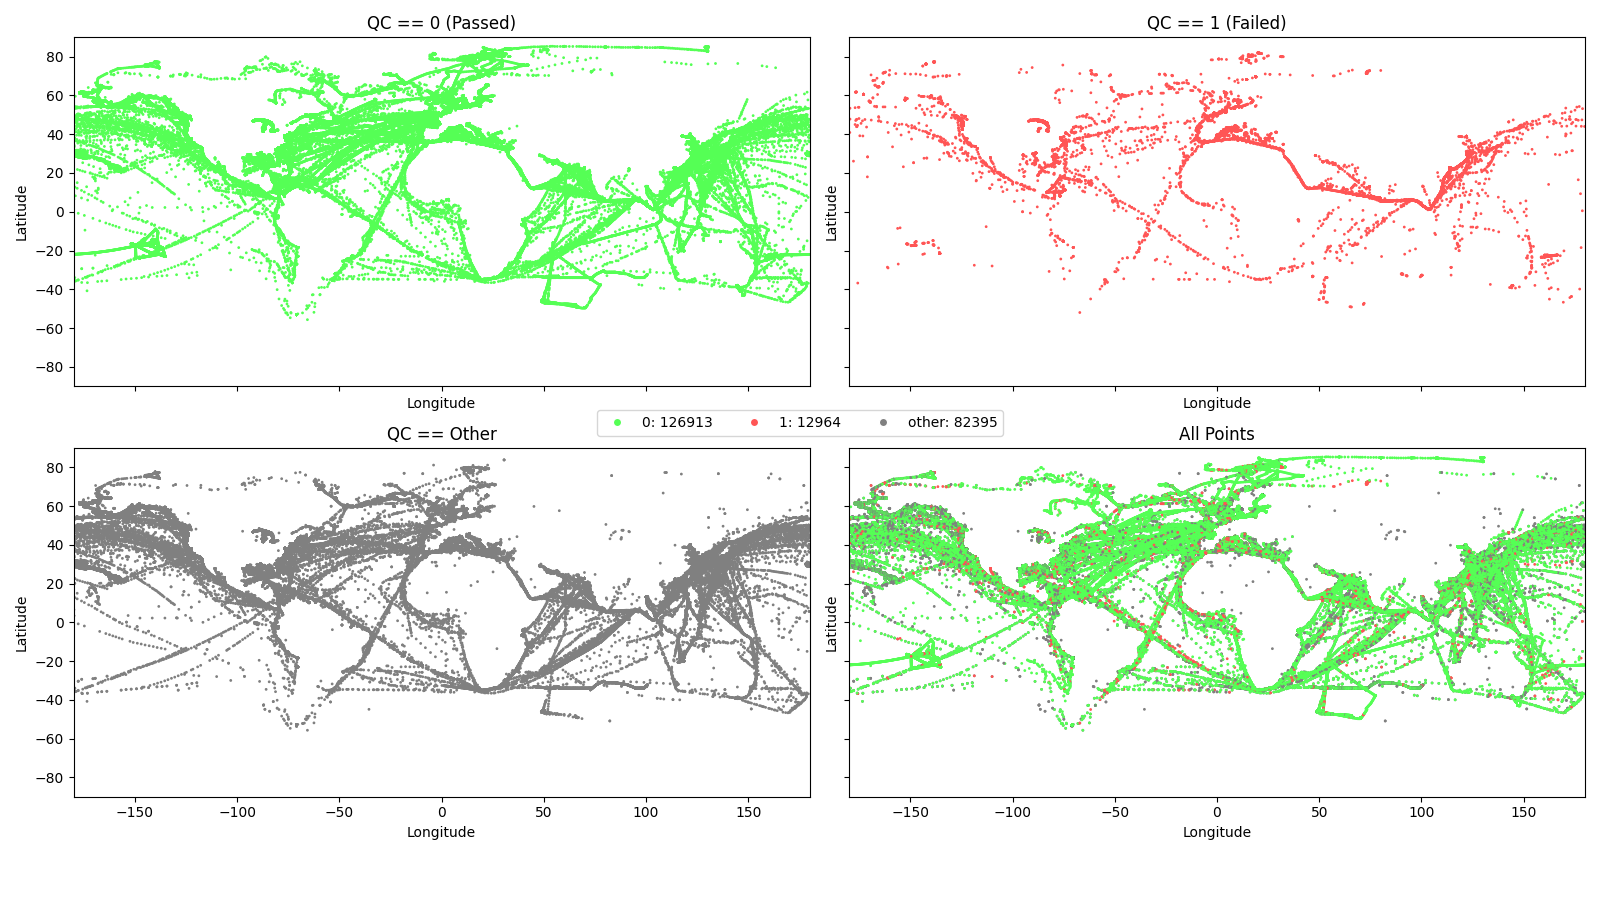 QC == 0 (Passed)
QC == 1 (Failed)
80
60
40
20
0
−20
−40
−60
−80
Latitude
Latitude
Longitude
Longitude
0: 126913
1: 12964
other: 82395
QC == Other
All Points
80
60
40
20
0
−20
−40
−60
−80
Latitude
Latitude
−150
−100
−50
0
50
100
150
−150
−100
−50
0
50
100
150
Longitude
Longitude